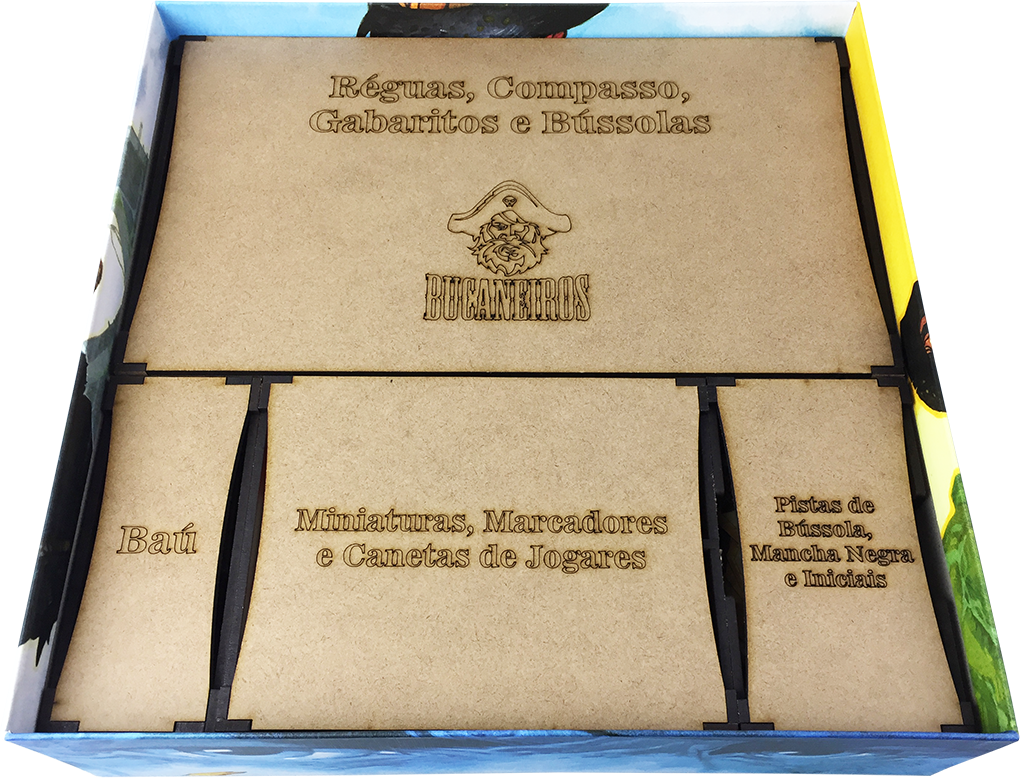 Réguas, Compasso,
Gabaritos e Bússolas
BUCANEIROS
Baú
Miniaturas, Marcadores
e Canetas de Jogares
Pistas de
Bússola,
Mancha Negra
e Iniciais